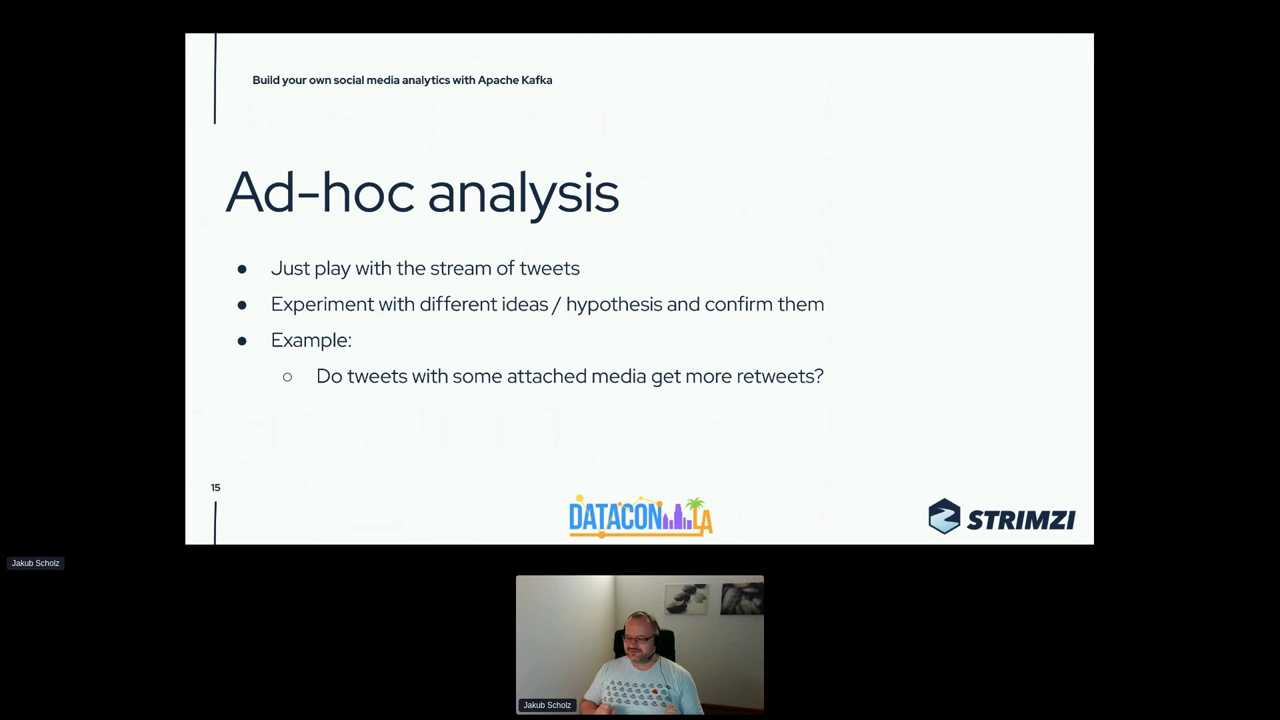 Build your own social media analytics with Apache Kafka
Ad-hoc analysis
● Just play with the stream of tweets
● Experiment with different ideas / hypothesis and confirm them
● Example:
○ Do tweets with some attached media get more retweets?
15
DATACON LA
STRIMZI
Jakub Scholz
Jakub Scholz